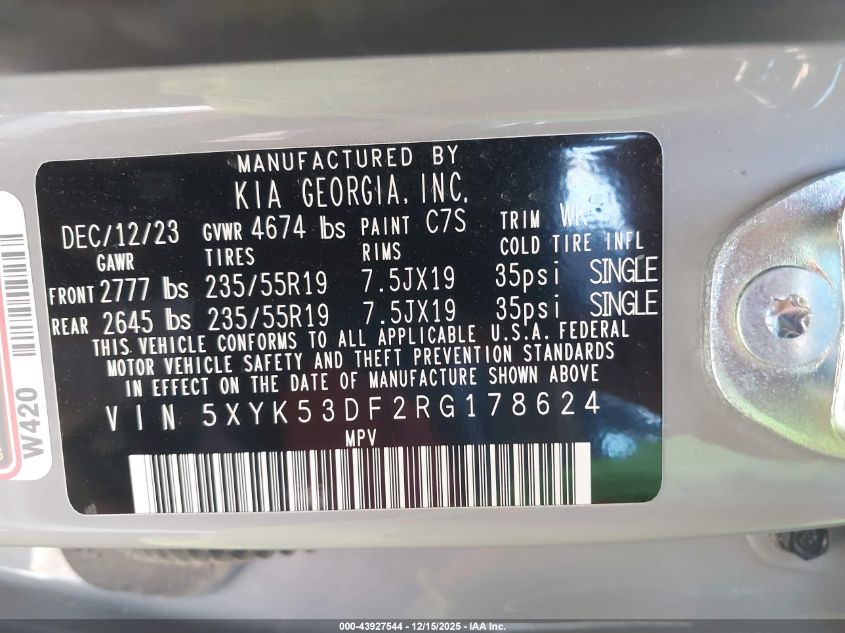 MANUFACTURED BY
KIA GEORGIA, INC.
DEC/12/23 GVWR 4674 lbs PAINT C7S TRIM WK
GAWR TIRES RIMS COLD TIRE INFL
FRONT 2777 lbs 235/55R19 7.5JX19 35psi SINGLE
REAR 2645 lbs 235/55R19 7.5JX19 35psi SINGLE
THIS VEHICLE CONFORMS TO ALL APPLICABLE U.S.A. FEDERAL
MOTOR VEHICLE SAFETY AND THEFT PREVENTION STANDARDS
IN EFFECT ON THE DATE OF MANUFACTURE SHOWN ABOVE
VIN 5XYK53DF2RG178624
MPV
W420
000-43927544 - 12/15/2025 - IAA Inc.